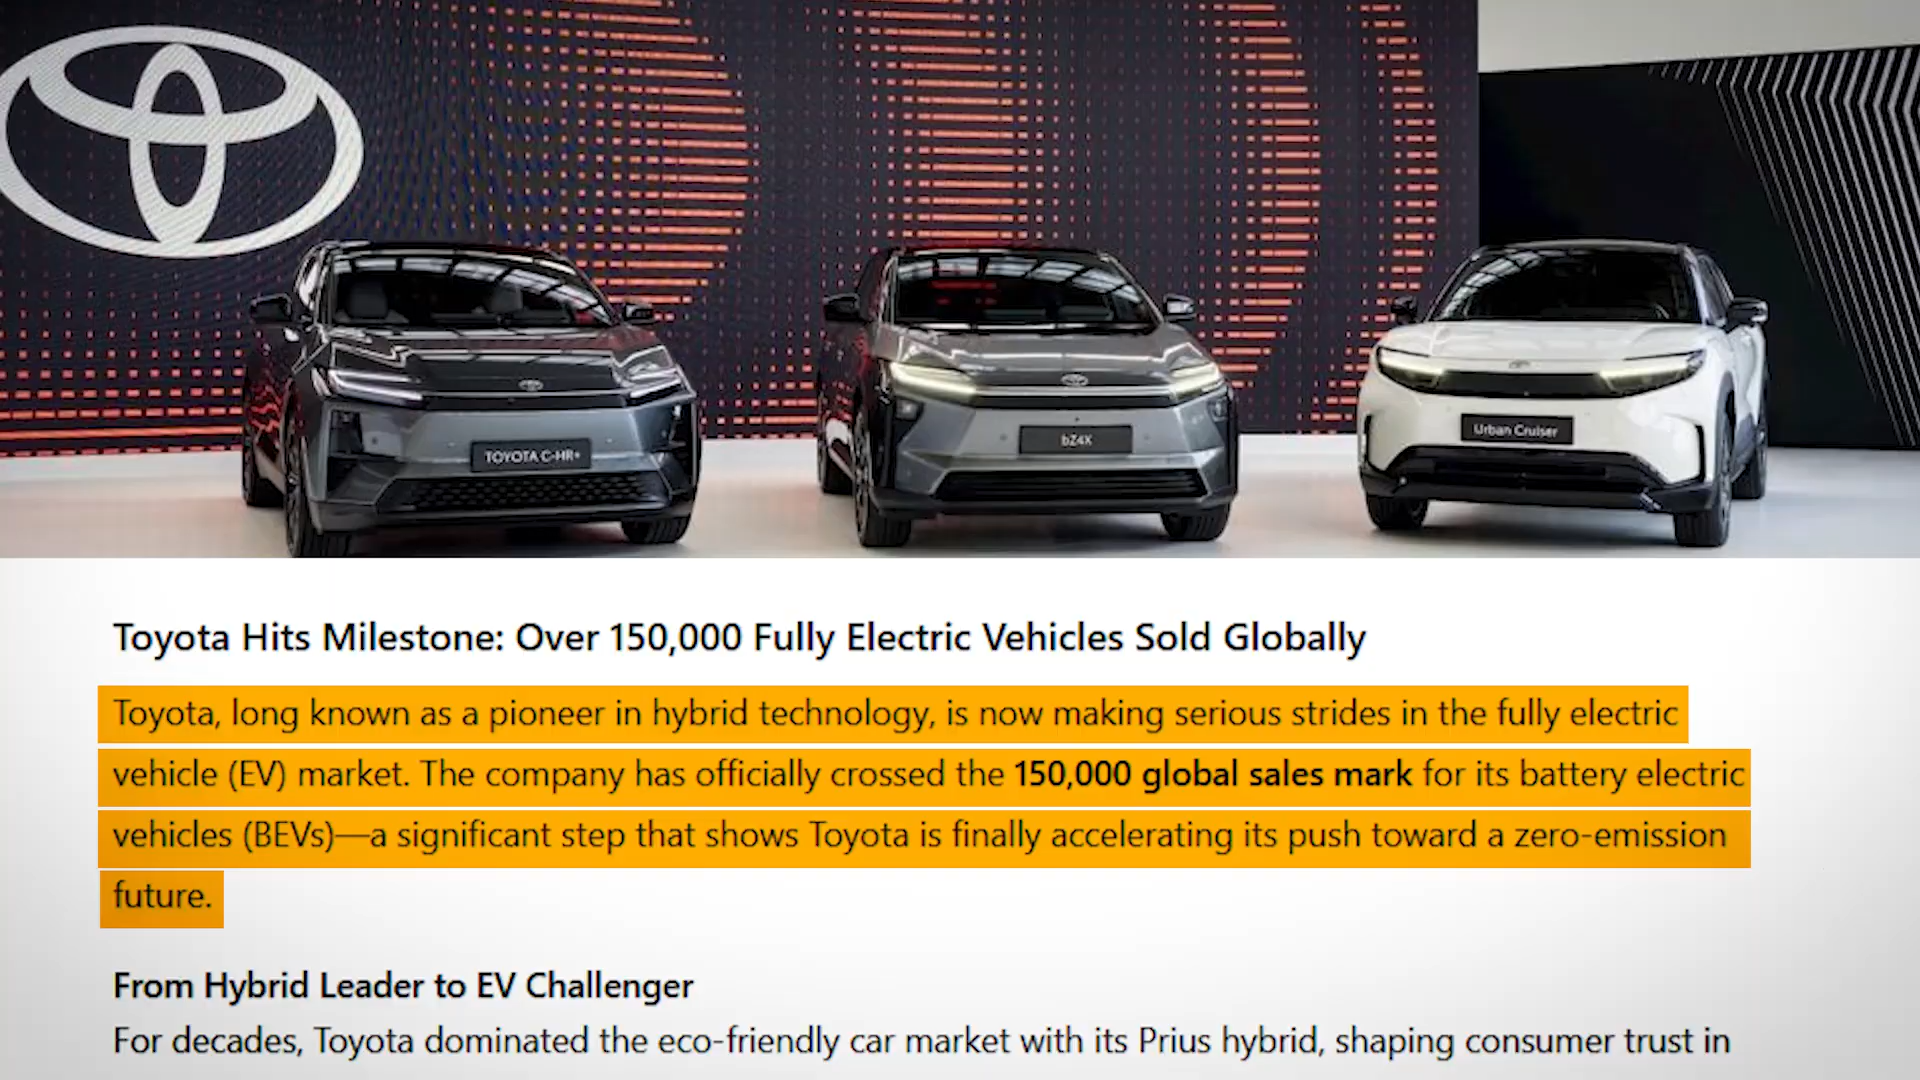 TOYOTA C-HR+
bZ4X
Urban Cruiser
Toyota Hits Milestone: Over 150,000 Fully Electric Vehicles Sold Globally
Toyota, long known as a pioneer in hybrid technology, is now making serious strides in the fully electric
vehicle (EV) market. The company has officially crossed the 150,000 global sales mark for its battery electric
vehicles (BEVs)—a significant step that shows Toyota is finally accelerating its push toward a zero-emission
future.
From Hybrid Leader to EV Challenger
For decades, Toyota dominated the eco-friendly car market with its Prius hybrid, shaping consumer trust in